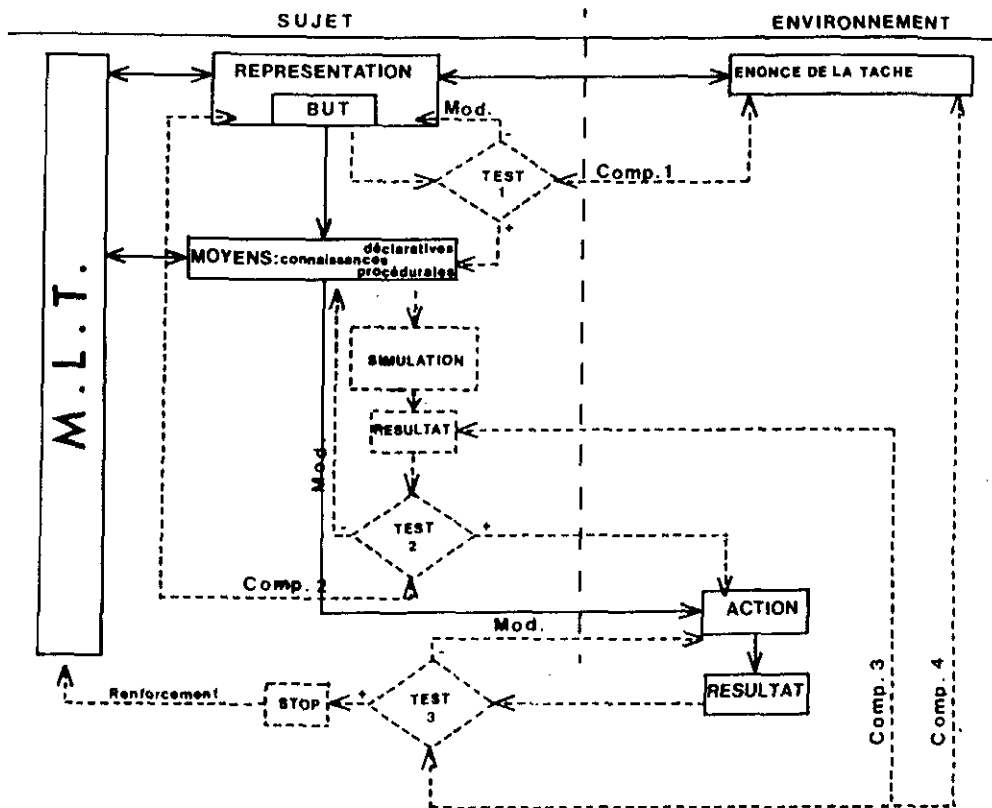 SUJET
ENVIRONNEMENT
REPRESENTATION
BUT
ENONCE DE LA TACHE
Mod.
-
TEST
1
Comp.1
+
MOYENS: connaissances
déclaratives
procédurales
M.L.T.
SIMULATION
RESULTAT
Mod.
-
TEST
2
+
Comp. 2
ACTION
Mod.
-
RESULTAT
Renforcement
STOP
+
TEST
3
Comp. 3
Comp. 4